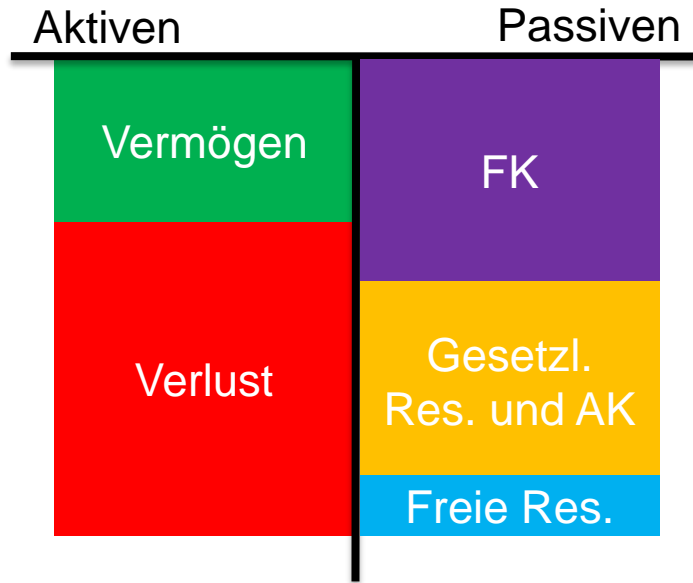 Aktiven
Passiven
Vermögen
Verlust
FK
Gesetzl.
Res. und AK
Freie Res.